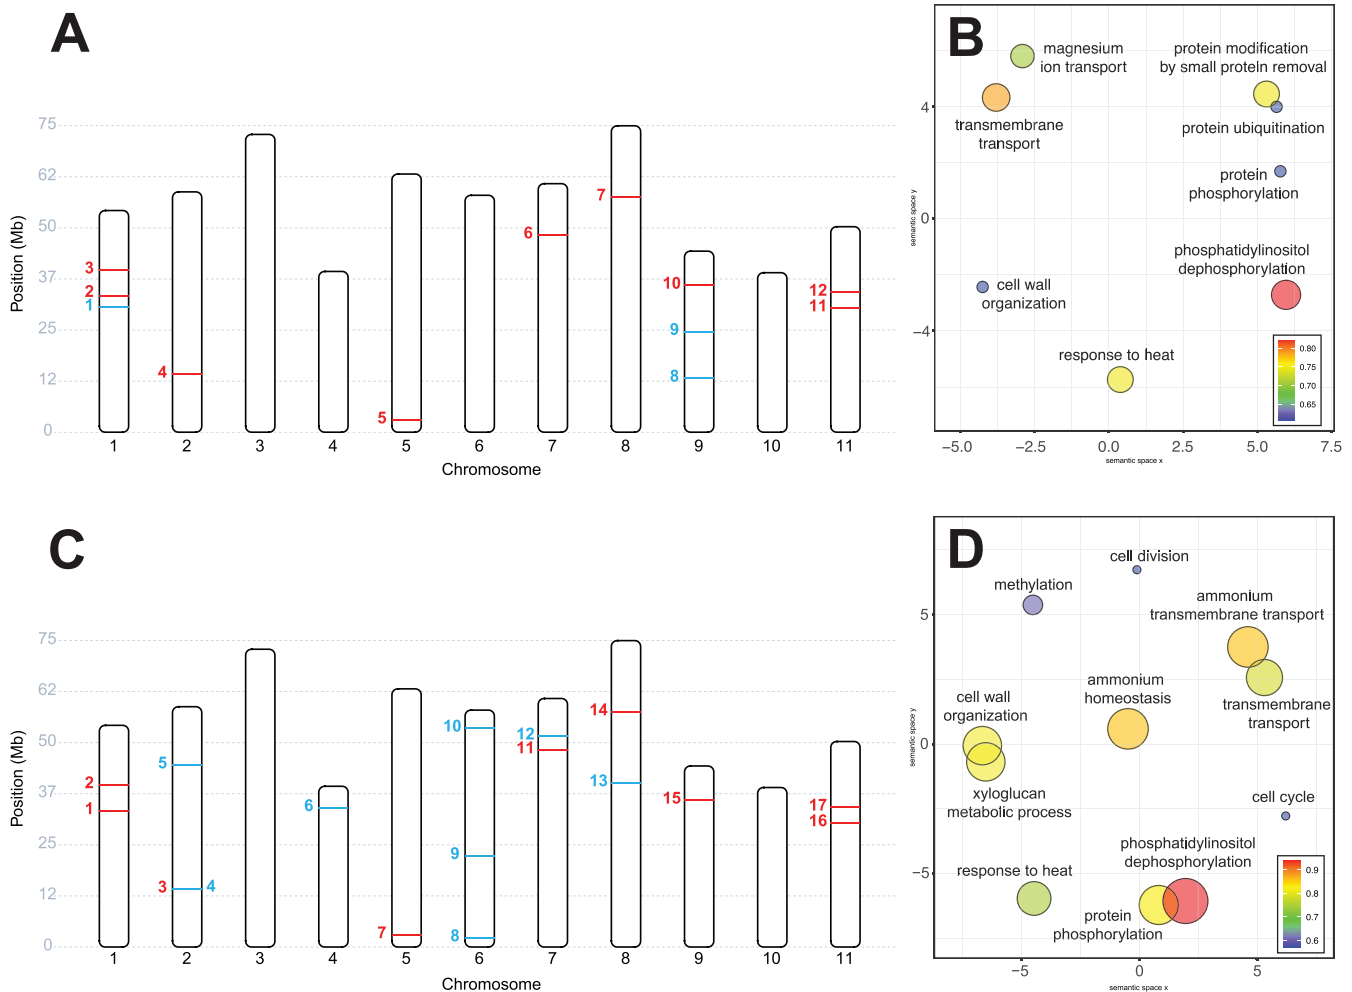 A
75
62
50
37
25
12
0
Position (Mb)
3
2
1
4
5
6
7
10
9
8
12
11
1 2 3 4 5 6 7 8 9 10 11
Chromosome
B
magnesium
ion transport
protein modification
by small protein removal
transmembrane
transport
protein ubiquitination
protein
phosphorylation
phosphatidylinositol
dephosphorylation
cell wall
organization
response to heat
4
0
−4
semantic space y
0.80
0.75
0.70
0.65
−5.0 −2.5 0.0 2.5 5.0 7.5
semantic space x
C
75
62
50
37
25
12
0
Position (Mb)
2
1
5
3 4
6
7
10
9
8
12
11
14
13
15
17
16
1 2 3 4 5 6 7 8 9 10 11
Chromosome
D
cell division
methylation
ammonium
transmembrane transport
ammonium
homeostasis
transmembrane
transport
cell wall
organization
xyloglucan
metabolic process
cell cycle
phosphatidylinositol
dephosphorylation
response to heat
protein
phosphorylation
5
0
−5
semantic space y
0.9
0.8
0.7
0.6
−5 0 5
semantic space x